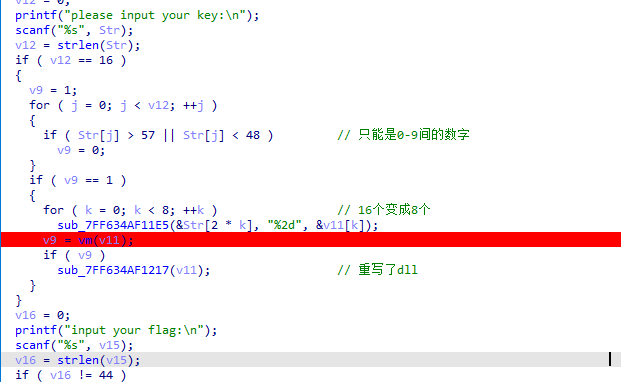 v12 = 0;
printf("please input your key:\n");
scanf("%s", Str);
v12 = strlen(Str);
if ( v12 == 16 )
{
v9 = 1;
for ( j = 0; j < v12; ++j )
{
if ( Str[j] > 57 || Str[j] < 48 ) // 只能是0-9间的数字
v9 = 0;
}
if ( v9 == 1 )
{
for ( k = 0; k < 8; ++k ) // 16个变成8个
sub_7FF634AF11E5(&Str[2 * k], "%2d", &v11[k]);
v9 = vm(v11);
if ( v9 )
sub_7FF634AF1217(v11); // 重写了dll
}
}
v16 = 0;
printf("input your flag:\n");
scanf("%s", v15);
v16 = strlen(v15);
if ( v16 != 44 )